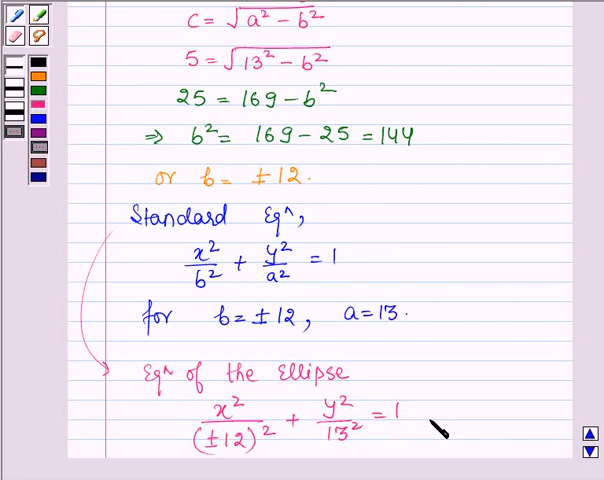 c = √a² − b²
5 = √13² − b²
25 = 169 − b²
⇒ b² = 169 − 25 = 144
or b = ± 12.
Standard Eqⁿ,
x²/b² + y²/a² = 1
for b = ± 12, a = 13.
Eqⁿ of the Ellipse
x²/(±12)² + y²/13² = 1